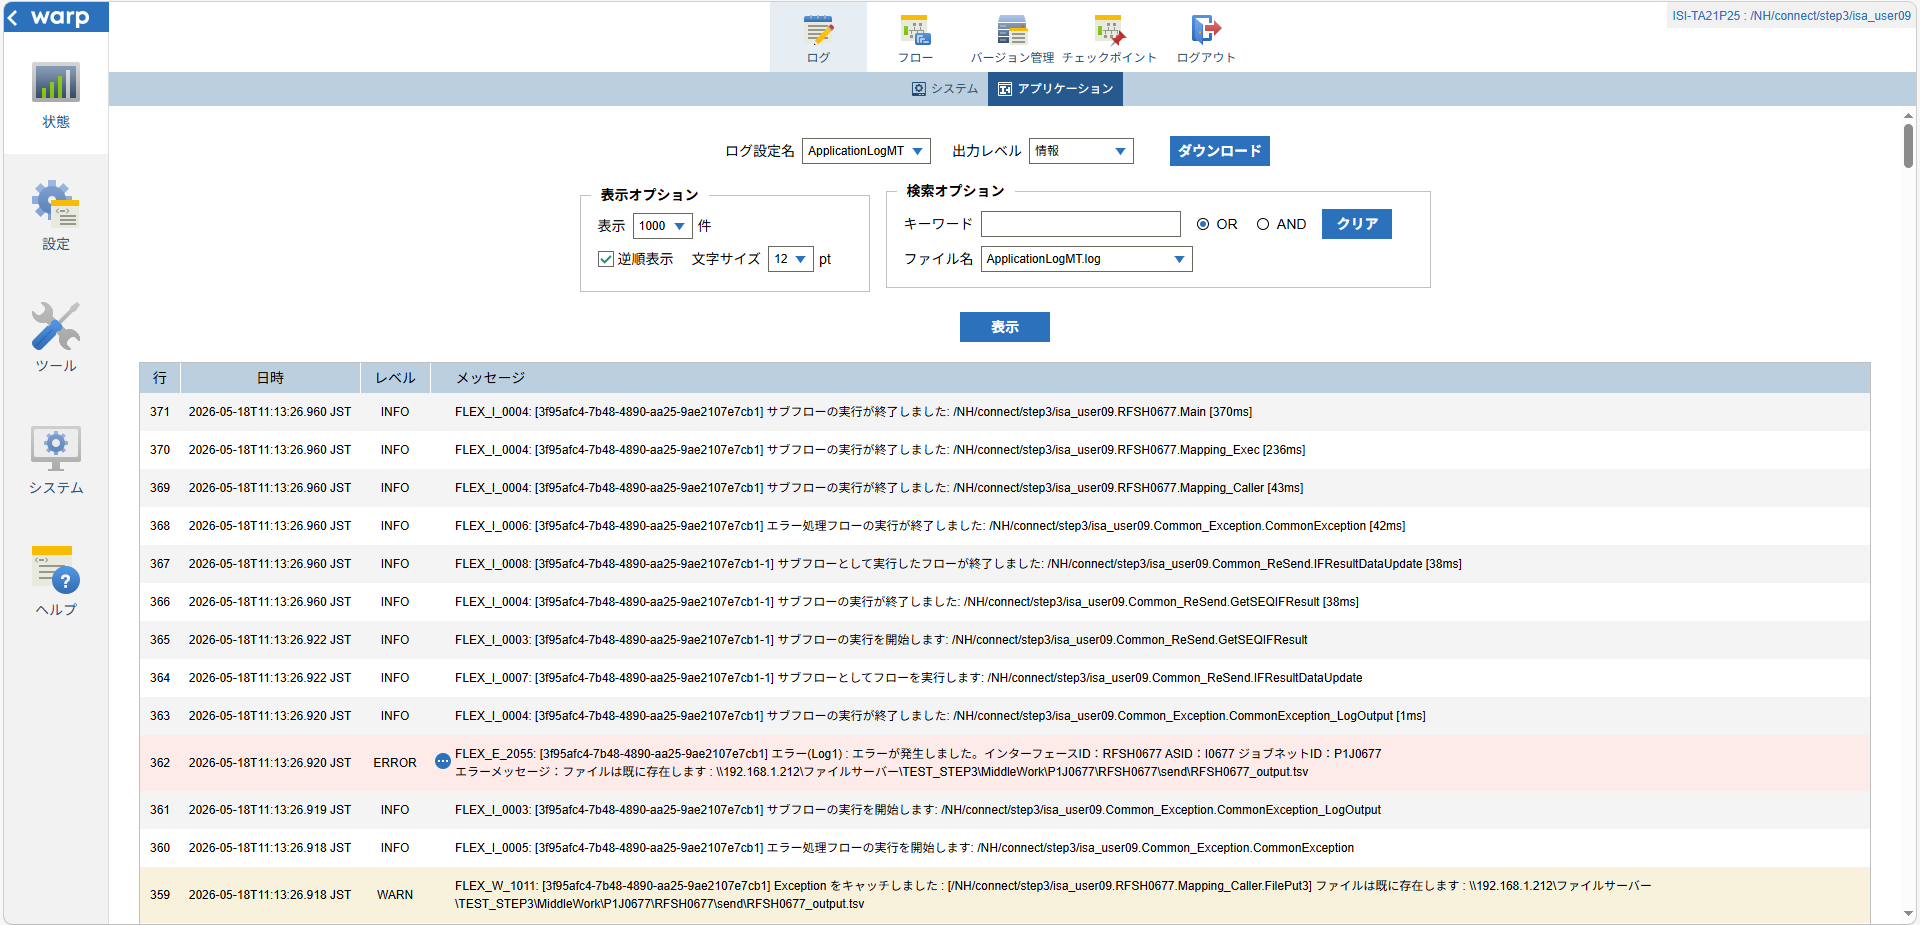 warp
ISI-TA21P25 : /NH/connect/step3/isa_user09
ログ
フロー
バージョン管理
チェックポイント
ログアウト
システム
アプリケーション
状態
設定
ツール
システム
ヘルプ
ログ設定名 ApplicationLogMT 出力レベル 情報 ダウンロード
表示オプション
表示 1000 件
逆順表示 文字サイズ 12 pt
検索オプション
キーワード OR AND クリア
ファイル名 ApplicationLogMT.log
表示
行 日時 レベル メッセージ
371 2026-05-18T11:13:26.960 JST INFO FLEX_I_0004: [3f95afc4-7b48-4890-aa25-9ae2107e7cb1] サブフローの実行が終了しました: /NH/connect/step3/isa_user09.RFSH0677.Main [370ms]
370 2026-05-18T11:13:26.960 JST INFO FLEX_I_0004: [3f95afc4-7b48-4890-aa25-9ae2107e7cb1] サブフローの実行が終了しました: /NH/connect/step3/isa_user09.RFSH0677.Mapping_Exec [236ms]
369 2026-05-18T11:13:26.960 JST INFO FLEX_I_0004: [3f95afc4-7b48-4890-aa25-9ae2107e7cb1] サブフローの実行が終了しました: /NH/connect/step3/isa_user09.RFSH0677.Mapping_Caller [43ms]
368 2026-05-18T11:13:26.960 JST INFO FLEX_I_0006: [3f95afc4-7b48-4890-aa25-9ae2107e7cb1] エラー処理フローの実行が終了しました: /NH/connect/step3/isa_user09.Common_Exception.CommonException [42ms]
367 2026-05-18T11:13:26.960 JST INFO FLEX_I_0008: [3f95afc4-7b48-4890-aa25-9ae2107e7cb1-1] サブフローとして実行したフローが終了しました: /NH/connect/step3/isa_user09.Common_ReSend.IFResultDataUpdate [38ms]
366 2026-05-18T11:13:26.960 JST INFO FLEX_I_0004: [3f95afc4-7b48-4890-aa25-9ae2107e7cb1-1] サブフローの実行が終了しました: /NH/connect/step3/isa_user09.Common_ReSend.GetSEQIFResult [38ms]
365 2026-05-18T11:13:26.922 JST INFO FLEX_I_0003: [3f95afc4-7b48-4890-aa25-9ae2107e7cb1-1] サブフローの実行を開始します: /NH/connect/step3/isa_user09.Common_ReSend.GetSEQIFResult
364 2026-05-18T11:13:26.922 JST INFO FLEX_I_0007: [3f95afc4-7b48-4890-aa25-9ae2107e7cb1-1] サブフローとしてフローを実行します: /NH/connect/step3/isa_user09.Common_ReSend.IFResultDataUpdate
363 2026-05-18T11:13:26.920 JST INFO FLEX_I_0004: [3f95afc4-7b48-4890-aa25-9ae2107e7cb1] サブフローの実行が終了しました: /NH/connect/step3/isa_user09.Common_Exception.CommonException_LogOutput [1ms]
362 2026-05-18T11:13:26.920 JST ERROR FLEX_E_2055: [3f95afc4-7b48-4890-aa25-9ae2107e7cb1] エラー(Log1) : エラーが発生しました。インターフェースID：RFSH0677 ASID：I0677 ジョブネットID：P1J0677
エラーメッセージ：ファイルは既に存在します : \\192.168.1.212\ファイルサーバー\TEST_STEP3\MiddleWork\P1J0677\RFSH0677\send\RFSH0677_output.tsv
361 2026-05-18T11:13:26.919 JST INFO FLEX_I_0003: [3f95afc4-7b48-4890-aa25-9ae2107e7cb1] サブフローの実行を開始します: /NH/connect/step3/isa_user09.Common_Exception.CommonException_LogOutput
360 2026-05-18T11:13:26.918 JST INFO FLEX_I_0005: [3f95afc4-7b48-4890-aa25-9ae2107e7cb1] エラー処理フローの実行を開始します: /NH/connect/step3/isa_user09.Common_Exception.CommonException
359 2026-05-18T11:13:26.918 JST WARN FLEX_W_1011: [3f95afc4-7b48-4890-aa25-9ae2107e7cb1] Exception をキャッチしました : [/NH/connect/step3/isa_user09.RFSH0677.Mapping_Caller.FilePut3] ファイルは既に存在します : \\192.168.1.212\ファイルサーバー
\TEST_STEP3\MiddleWork\P1J0677\RFSH0677\send\RFSH0677_output.tsv